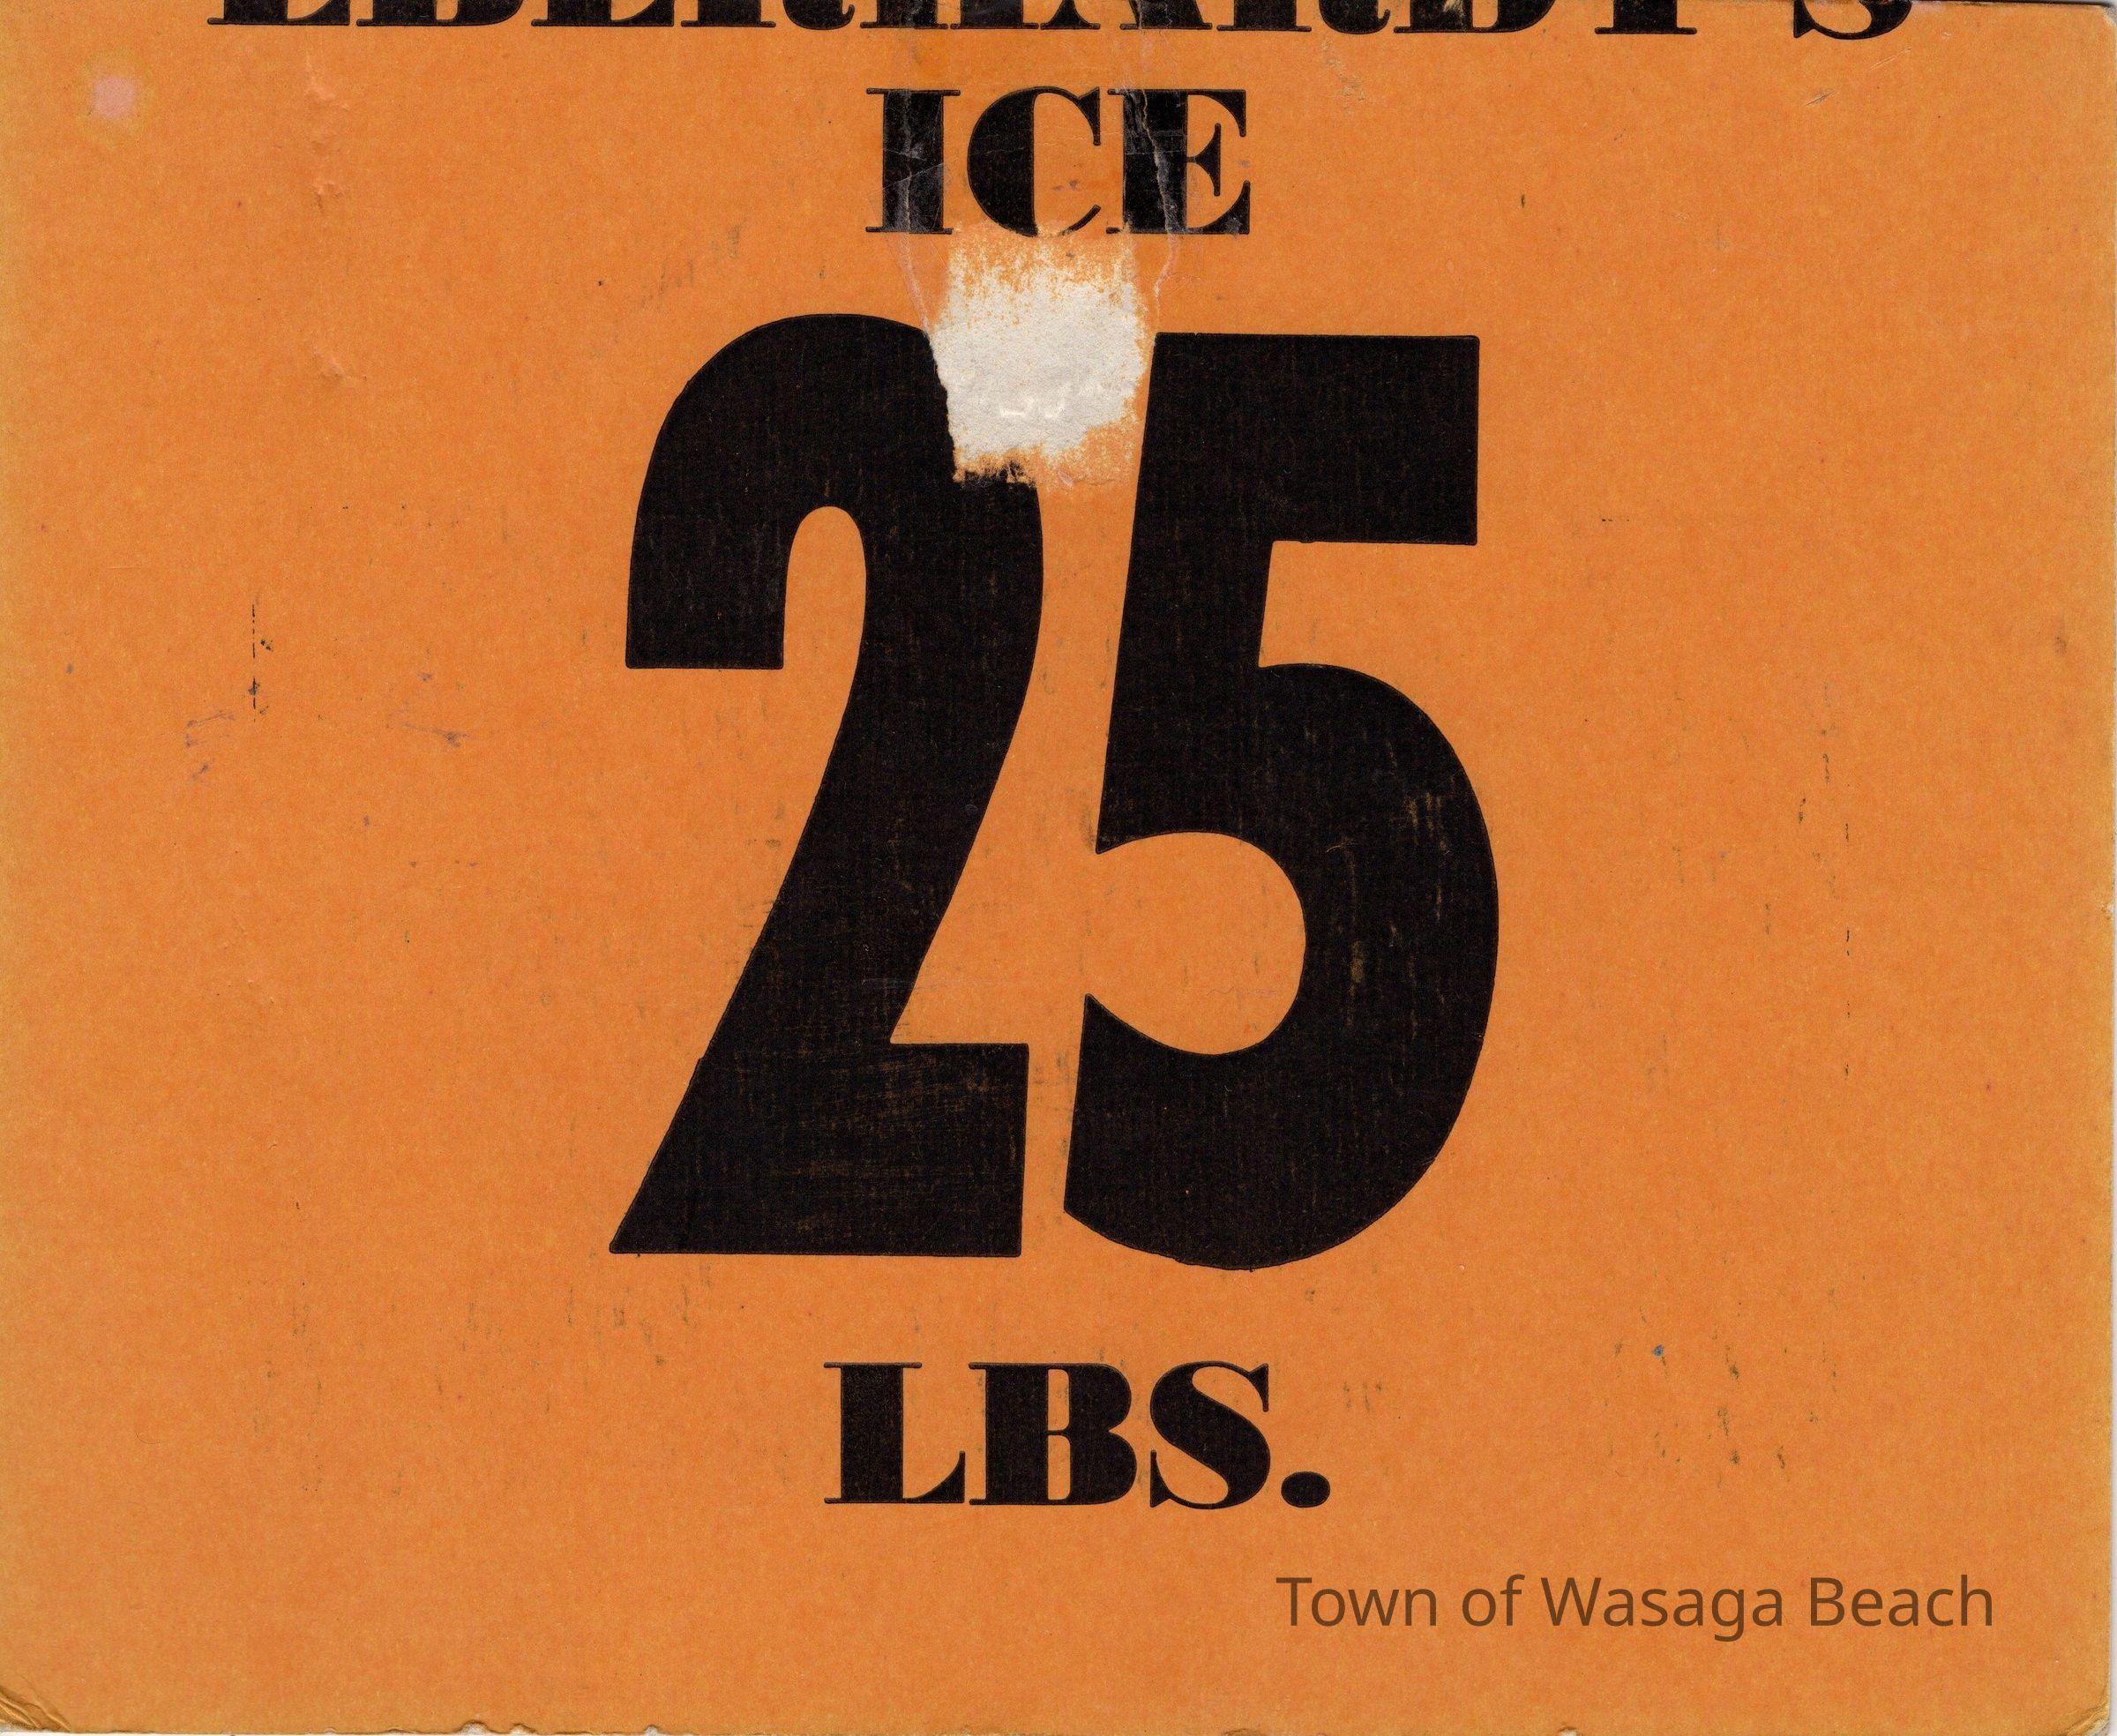 ICE
25
LBS.
Town of Wasaga Beach